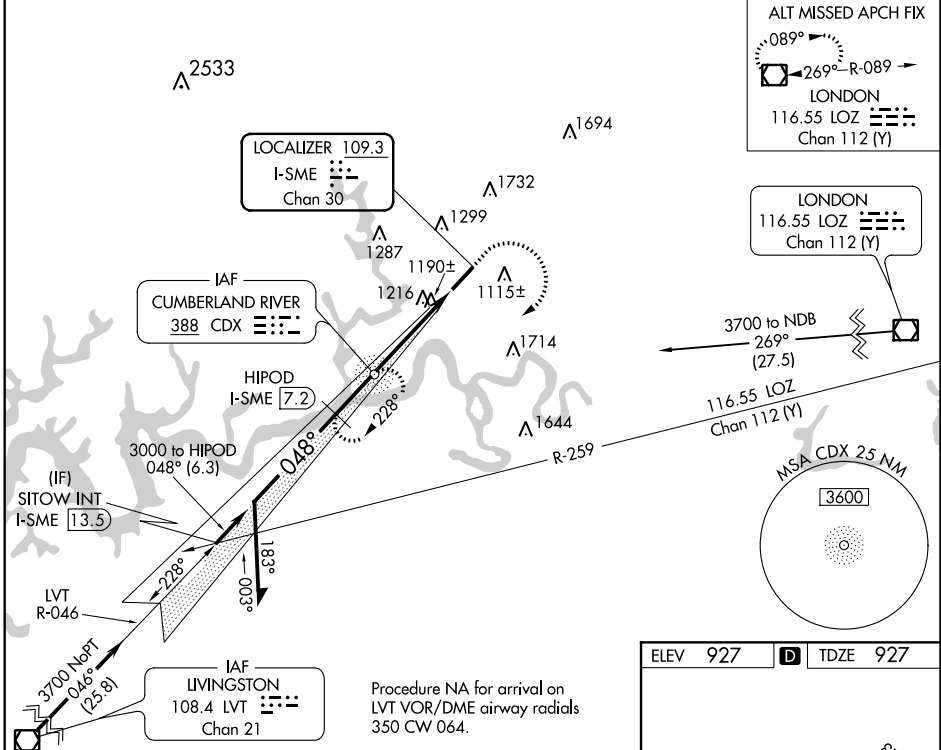 ALT MISSED APCH FIX
089°
269°
R-089
LONDON
116.55 LOZ
Chan 112 (Y)
2533
1694
LOCALIZER 109.3
I-SME
Chan 30
1732
1299
1287
1190±
1216
1115±
LONDON
116.55 LOZ
Chan 112 (Y)
IAF
CUMBERLAND RIVER
388 CDX
3700 to NDB
269°
(27.5)
1714
HIPOD
I-SME 7.2
228°
116.55 LOZ
Chan 112 (Y)
1644
R-259
3000 to HIPOD
048° (6.3)
048°
(IF)
SITOW INT
I-SME 13.5
MSA CDX 25 NM
3600
183°
003°
228°
LVT
R-046
3700 NoPT
046°
(25.8)
IAF
LIVINGSTON
108.4 LVT
Chan 21
Procedure NA for arrival on
LVT VOR/DME airway radials
350 CW 064.
ELEV 927 D TDZE 927